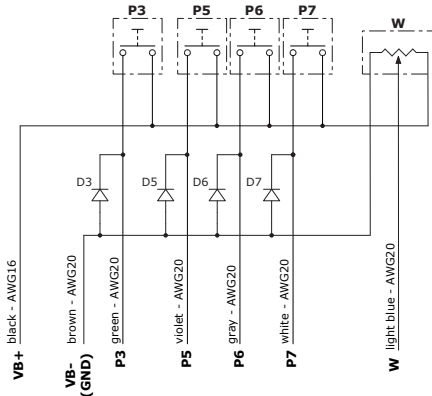 P3
P5
P6
P7
W
D3
D5
D6
D7
black - AWG16
brown - AWG20
green - AWG20
violet - AWG20
gray - AWG20
white - AWG20
light blue - AWG20
VB+
VB-
(GND)
P3
P5
P6
P7
W